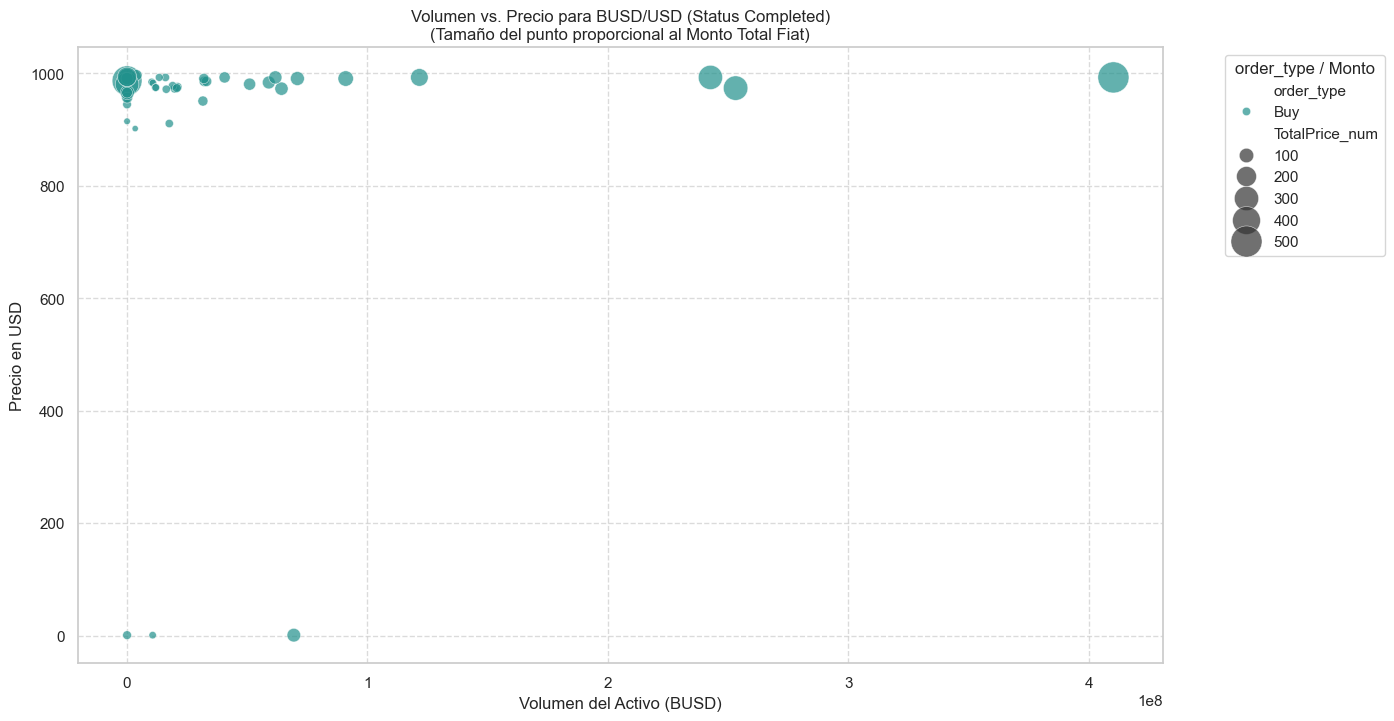 Volumen vs. Precio para BUSD/USD (Status Completed)
(Tamaño del punto proporcional al Monto Total Fiat)
1000
800
600
400
200
0
Precio en USD
0
1
2
3
4
1e8
Volumen del Activo (BUSD)
order_type / Monto
order_type
Buy
TotalPrice_num
100
200
300
400
500